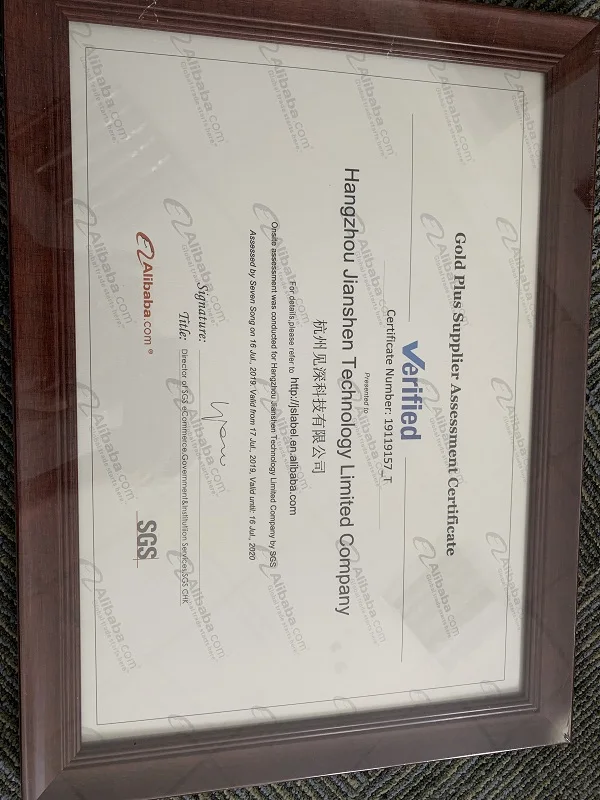 Gold Plus Supplier Assessment Certificate
Verified
Certificate Number: 19119157_T
Presented to
Hangzhou Jianshen Technology Limited Company
杭州见深科技有限公司
For details,please refer to http://jslabel.en.alibaba.com
Onsite assessment was conducted for Hangzhou Jianshen Technology Limited Company by SGS
Assessed by Seven Song on 16 Jul., 2019; Valid from 17 Jul., 2019; Valid until: 16 Jul., 2020
Signature:
Title: Director of SGS eCommerce,Government&Institution Services,SGS CHK
Alibaba.com®
SGS